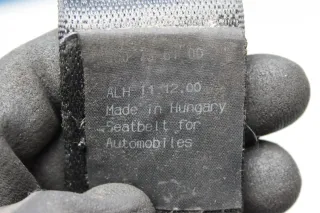 ALH 11 12.00
Made in Hungary
Seatbelt for
Automobiles